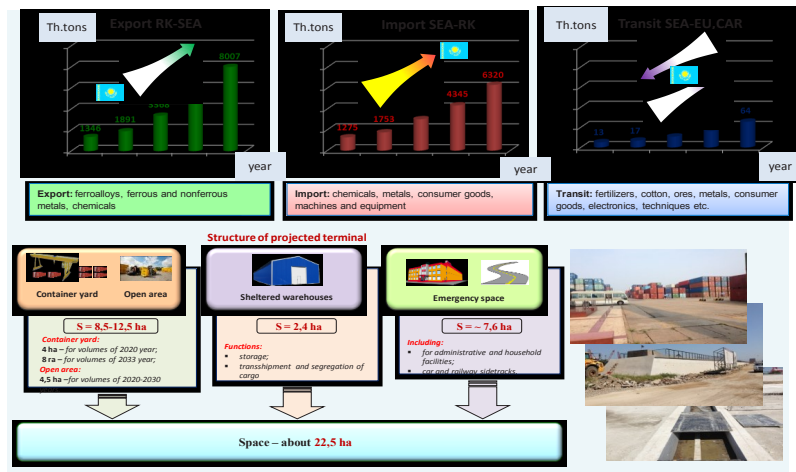 Th.tons
Export RK-SEA
1346
1891
8007
year
Th.tons
Import SEA-RK
1275
1753
4345
6320
year
Th.tons
Transit SEA-EU,CAR
13
17
64
year
Export: ferroalloys, ferrous and nonferrous
metals, chemicals
Import: chemicals, metals, consumer goods,
machines and equipment
Transit: fertilizers, cotton, ores, metals, consumer
goods, electronics, techniques etc.
Structure of projected terminal
Container yard
Open area
S = 8,5-12,5 ha
Container yard:
4 ha – for volumes of 2020 year;
8 ra – for volumes of 2033 year;
Open area:
4,5 ha – for volumes of 2020-2030
Sheltered warehouses
S = 2,4 ha
Functions:
▪ storage;
▪ transshipment and segregation of
cargo
Emergency space
S = ~ 7,6 ha
Including:
▪ for administrative and household
facilities;
▪ car and railway sidetracks.
Space – about 22,5 ha